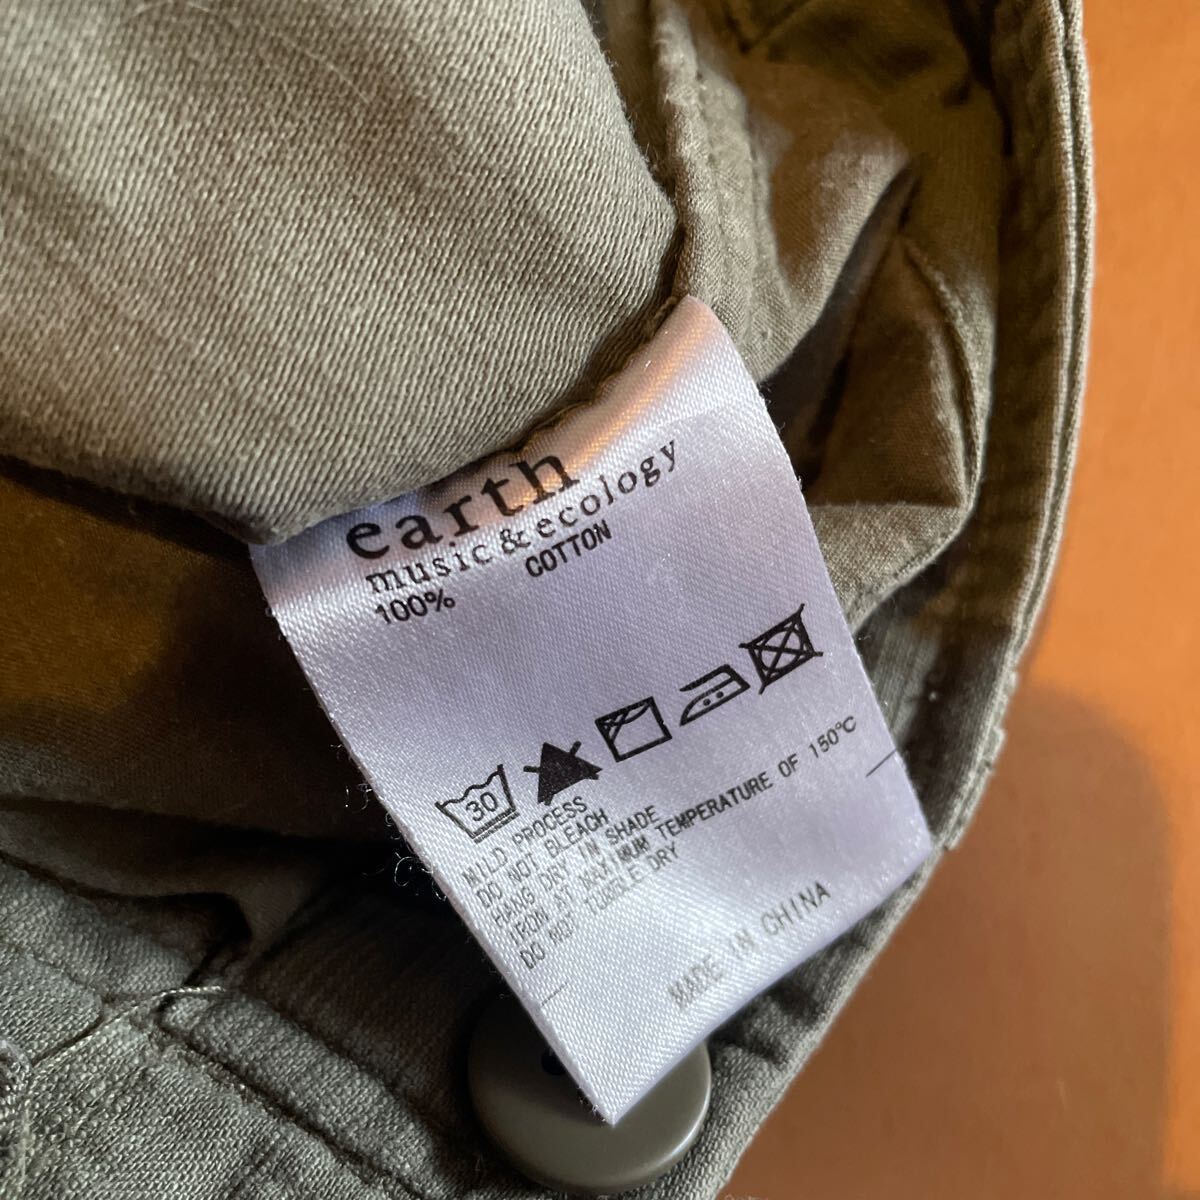 earth
music & ecology
100% COTTON
30
MILD PROCESS
DO NOT BLEACH
HANG DRY IN SHADE
IRON AT MAXIMUM TEMPERATURE OF 150℃
DO NOT TUMBLE DRY
MADE IN CHINA